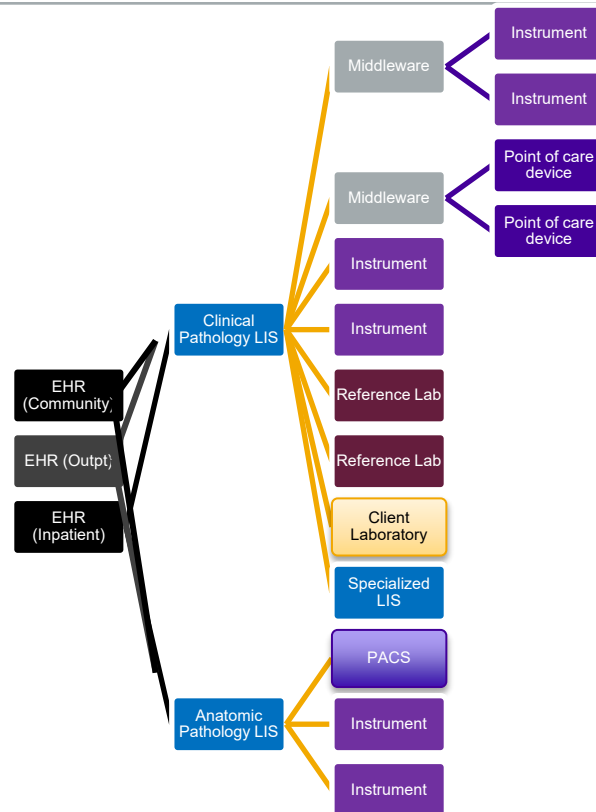 Instrument
Middleware
Instrument
Point of care
device
Middleware
Point of care
device
Instrument
Clinical
Pathology LIS
Instrument
EHR
(Community)
Reference Lab
EHR (Outpt)
Reference Lab
EHR
(Inpatient)
Client
Laboratory
Specialized
LIS
PACS
Anatomic
Pathology LIS
Instrument
Instrument